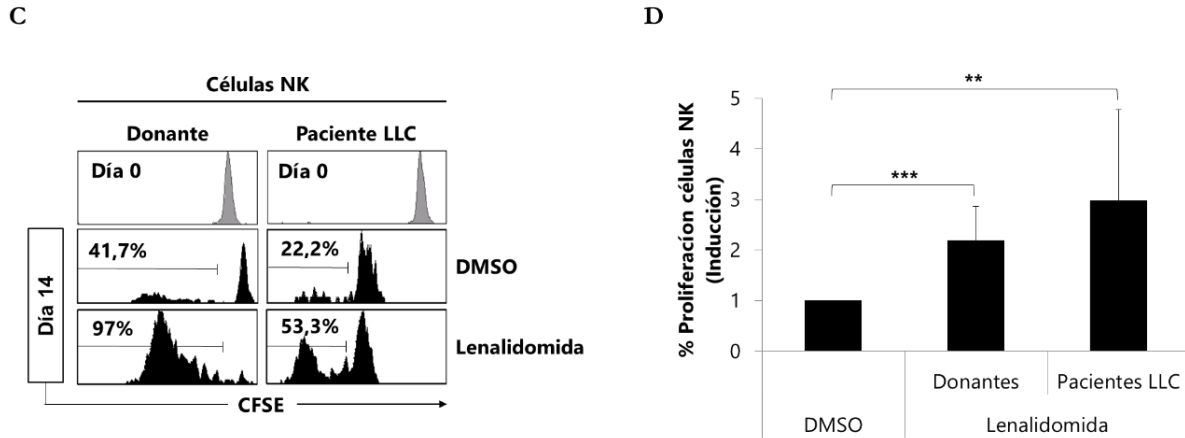 C
Células NK
Donante
Paciente LLC
Día 0
Día 0
Día 14
41,7%
22,2%
DMSO
97%
53,3%
Lenalidomida
CFSE
D
% Proliferacíon células NK
(Inducción)
5
4
3
2
1
0
**
***
Donantes
Pacientes LLC
DMSO
Lenalidomida